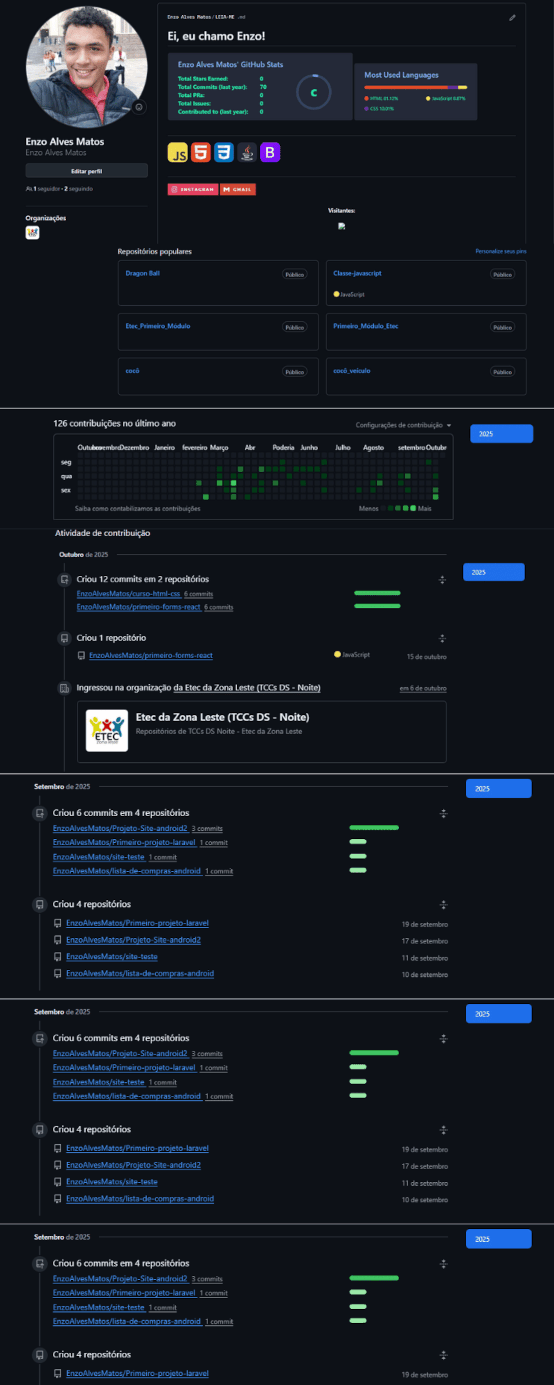 Enzo Alves Matos / LEIA-ME .md
Ei, eu chamo Enzo!
Enzo Alves Matos' GitHub Stats
Total Stars Earned: 0
Total Commits (last year): 70
Total PRs: 0
Total Issues: 0
Contributed to (last year): 0
C
Most Used Languages
HTML 81.12%
JavaScript 8.87%
CSS 10.01%
Enzo Alves Matos
Enzo Alves Matos
Editar perfil
1 seguidor • 2 seguindo
Organizações
JS
INSTAGRAM
GMAIL
Visitantes:
Repositórios populares
Personalize seus pins
Dragon Ball Público
Classe-javascript Público
JavaScript
Etec_Primeiro_Módulo Público
Primeiro_Módulo_Etec Público
cocô Público
cocô_veículo Público
126 contribuições no último ano
Configurações de contribuição
2025
Dezembro Janeiro fevereiro Março Abr Poderia Junho Julho Agosto setembro Outubr
seg
qua
sex
Saiba como contabilizamos as contribuições
Menos Mais
Atividade de contribuição
Outubro de 2025
2025
Criou 12 commits em 2 repositórios
EnzoAlvesMatos/curso-html-css 6 commits
EnzoAlvesMatos/primeiro-forms-react 6 commits
Criou 1 repositório
EnzoAlvesMatos/primeiro-forms-react JavaScript 15 de outubro
Ingressou na organização da Etec da Zona Leste (TCCs DS - Noite) em 6 de outubro
ETEC
Zona Leste
Etec da Zona Leste (TCCs DS - Noite)
Repositórios de TCCs DS Noite - Etec da Zona Leste
Setembro de 2025
2025
Criou 6 commits em 4 repositórios
EnzoAlvesMatos/Projeto-Site-android2 3 commits
EnzoAlvesMatos/Primeiro-projeto-laravel 1 commit
EnzoAlvesMatos/site-teste 1 commit
EnzoAlvesMatos/lista-de-compras-android 1 commit
Criou 4 repositórios
EnzoAlvesMatos/Primeiro-projeto-laravel 19 de setembro
EnzoAlvesMatos/Projeto-Site-android2 17 de setembro
EnzoAlvesMatos/site-teste 11 de setembro
EnzoAlvesMatos/lista-de-compras-android 10 de setembro
Setembro de 2025
2025
Criou 6 commits em 4 repositórios
EnzoAlvesMatos/Projeto-Site-android2 3 commits
EnzoAlvesMatos/Primeiro-projeto-laravel 1 commit
EnzoAlvesMatos/site-teste 1 commit
EnzoAlvesMatos/lista-de-compras-android 1 commit
Criou 4 repositórios
EnzoAlvesMatos/Primeiro-projeto-laravel 19 de setembro
EnzoAlvesMatos/Projeto-Site-android2 17 de setembro
EnzoAlvesMatos/site-teste 11 de setembro
EnzoAlvesMatos/lista-de-compras-android 10 de setembro
Setembro de 2025
2025
Criou 6 commits em 4 repositórios
EnzoAlvesMatos/Projeto-Site-android2 3 commits
EnzoAlvesMatos/Primeiro-projeto-laravel 1 commit
EnzoAlvesMatos/site-teste 1 commit
EnzoAlvesMatos/lista-de-compras-android 1 commit
Criou 4 repositórios
EnzoAlvesMatos/Primeiro-projeto-laravel 19 de setembro